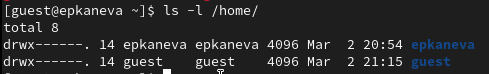 [guest@epkaneva ~]$ ls -l /home/
total 8
drwx------. 14 epkaneva epkaneva 4096 Mar  2 20:54 epkaneva
drwx------. 14 guest    guest    4096 Mar  2 21:15 guest